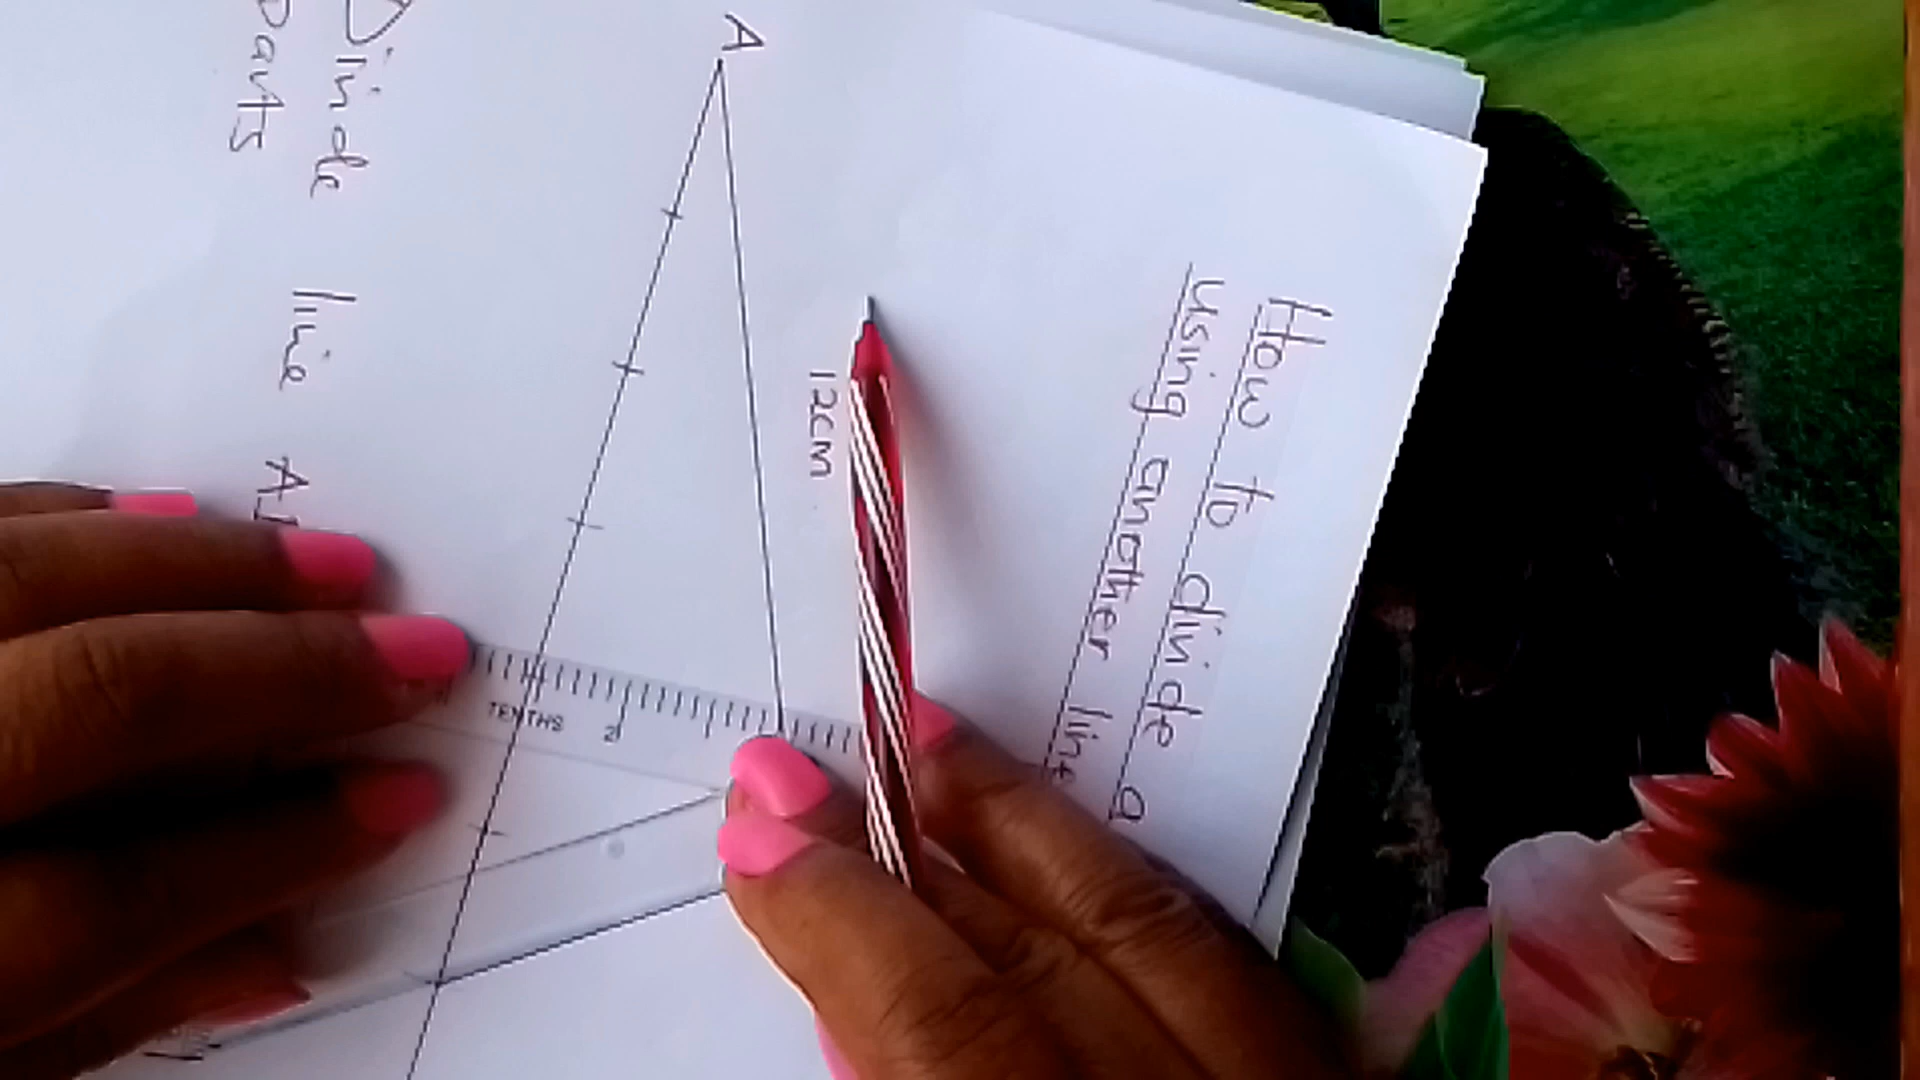 How to divide a
using another line
12cm
A
Divide line
parts
TENTHS
2